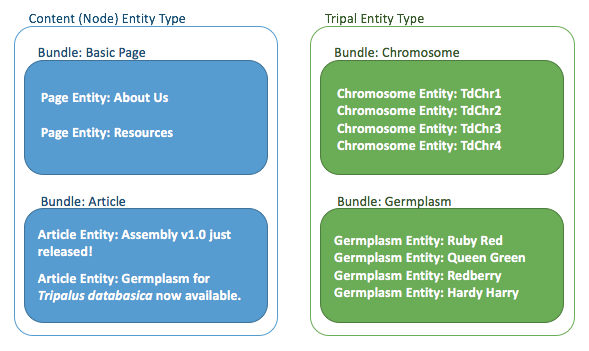 Content (Node) Entity Type
Bundle: Basic Page
Page Entity: About Us
Page Entity: Resources
Bundle: Article
Article Entity: Assembly v1.0 just
released!
Article Entity: Germplasm for
Tripalus databasica now available.
Tripal Entity Type
Bundle: Chromosome
Chromosome Entity: TdChr1
Chromosome Entity: TdChr2
Chromosome Entity: TdChr3
Chromosome Entity: TdChr4
Bundle: Germplasm
Germplasm Entity: Ruby Red
Germplasm Entity: Queen Green
Germplasm Entity: Redberry
Germplasm Entity: Hardy Harry